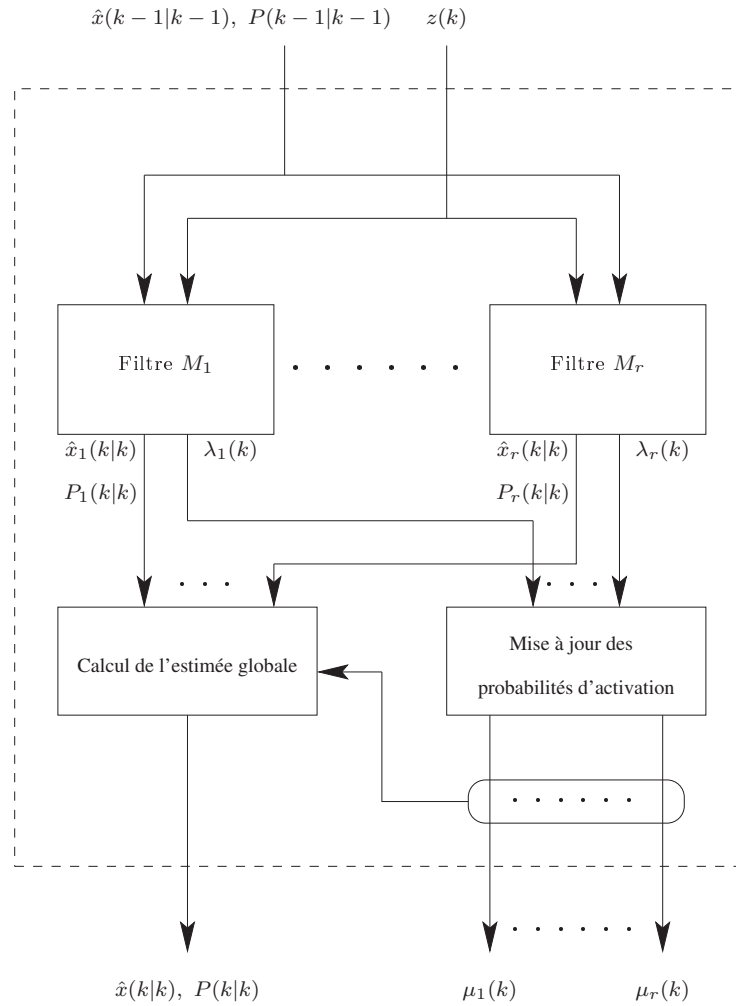 x̂(k − 1|k − 1), P(k − 1|k − 1) z(k)
Filtre M₁ . . . . . . Filtre Mᵣ
x̂₁(k|k) λ₁(k) x̂ᵣ(k|k) λᵣ(k)
P₁(k|k) Pᵣ(k|k)
. . . . . . .
Calcul de l'estimée globale
Mise à jour des
probabilités d'activation
. . . . . .
. . . . . .
x̂(k|k), P(k|k) μ₁(k) μᵣ(k)